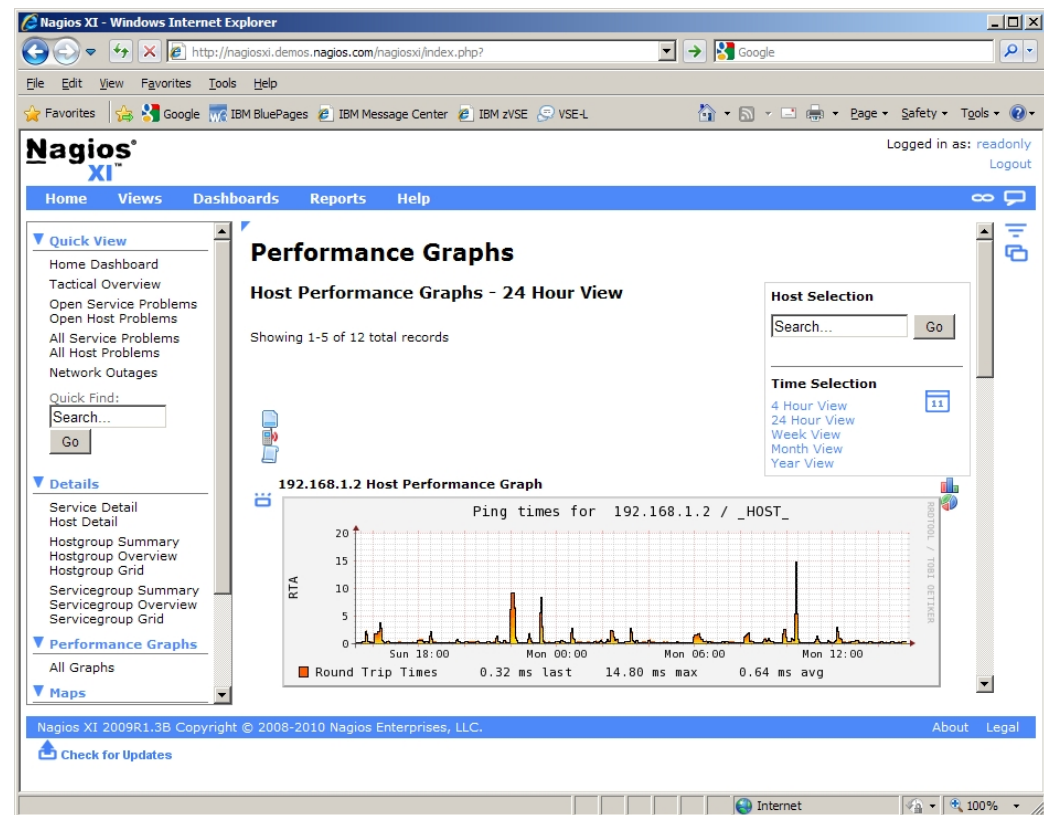 Nagios XI - Windows Internet Explorer
http://nagiosxi.demos.nagios.com/nagiosxi/index.php?
Google
File Edit View Favorites Tools Help
Favorites Google IBM BluePages IBM Message Center IBM zVSE VSE-L Page Safety Tools
Nagios®
XI™
Logged in as: readonly
Logout
Home Views Dashboards Reports Help
Quick View
Home Dashboard
Tactical Overview
Open Service Problems
Open Host Problems
All Service Problems
All Host Problems
Network Outages
Quick Find:
Search...
Go
Details
Service Detail
Host Detail
Hostgroup Summary
Hostgroup Overview
Hostgroup Grid
Servicegroup Summary
Servicegroup Overview
Servicegroup Grid
Performance Graphs
All Graphs
Maps
Performance Graphs
Host Performance Graphs - 24 Hour View
Showing 1-5 of 12 total records
Host Selection
Search...
Go
Time Selection
11
4 Hour View
24 Hour View
Week View
Month View
Year View
192.168.1.2 Host Performance Graph
Ping times for 192.168.1.2 / _HOST_
RRDTOOL / TOBI OETIKER
RTA
20
15
10
5
0
Sun 18:00 Mon 00:00 Mon 06:00 Mon 12:00
Round Trip Times 0.32 ms last 14.80 ms max 0.64 ms avg
Nagios XI 2009R1.3B Copyright © 2008-2010 Nagios Enterprises, LLC.
About Legal
Check for Updates
Internet
100%